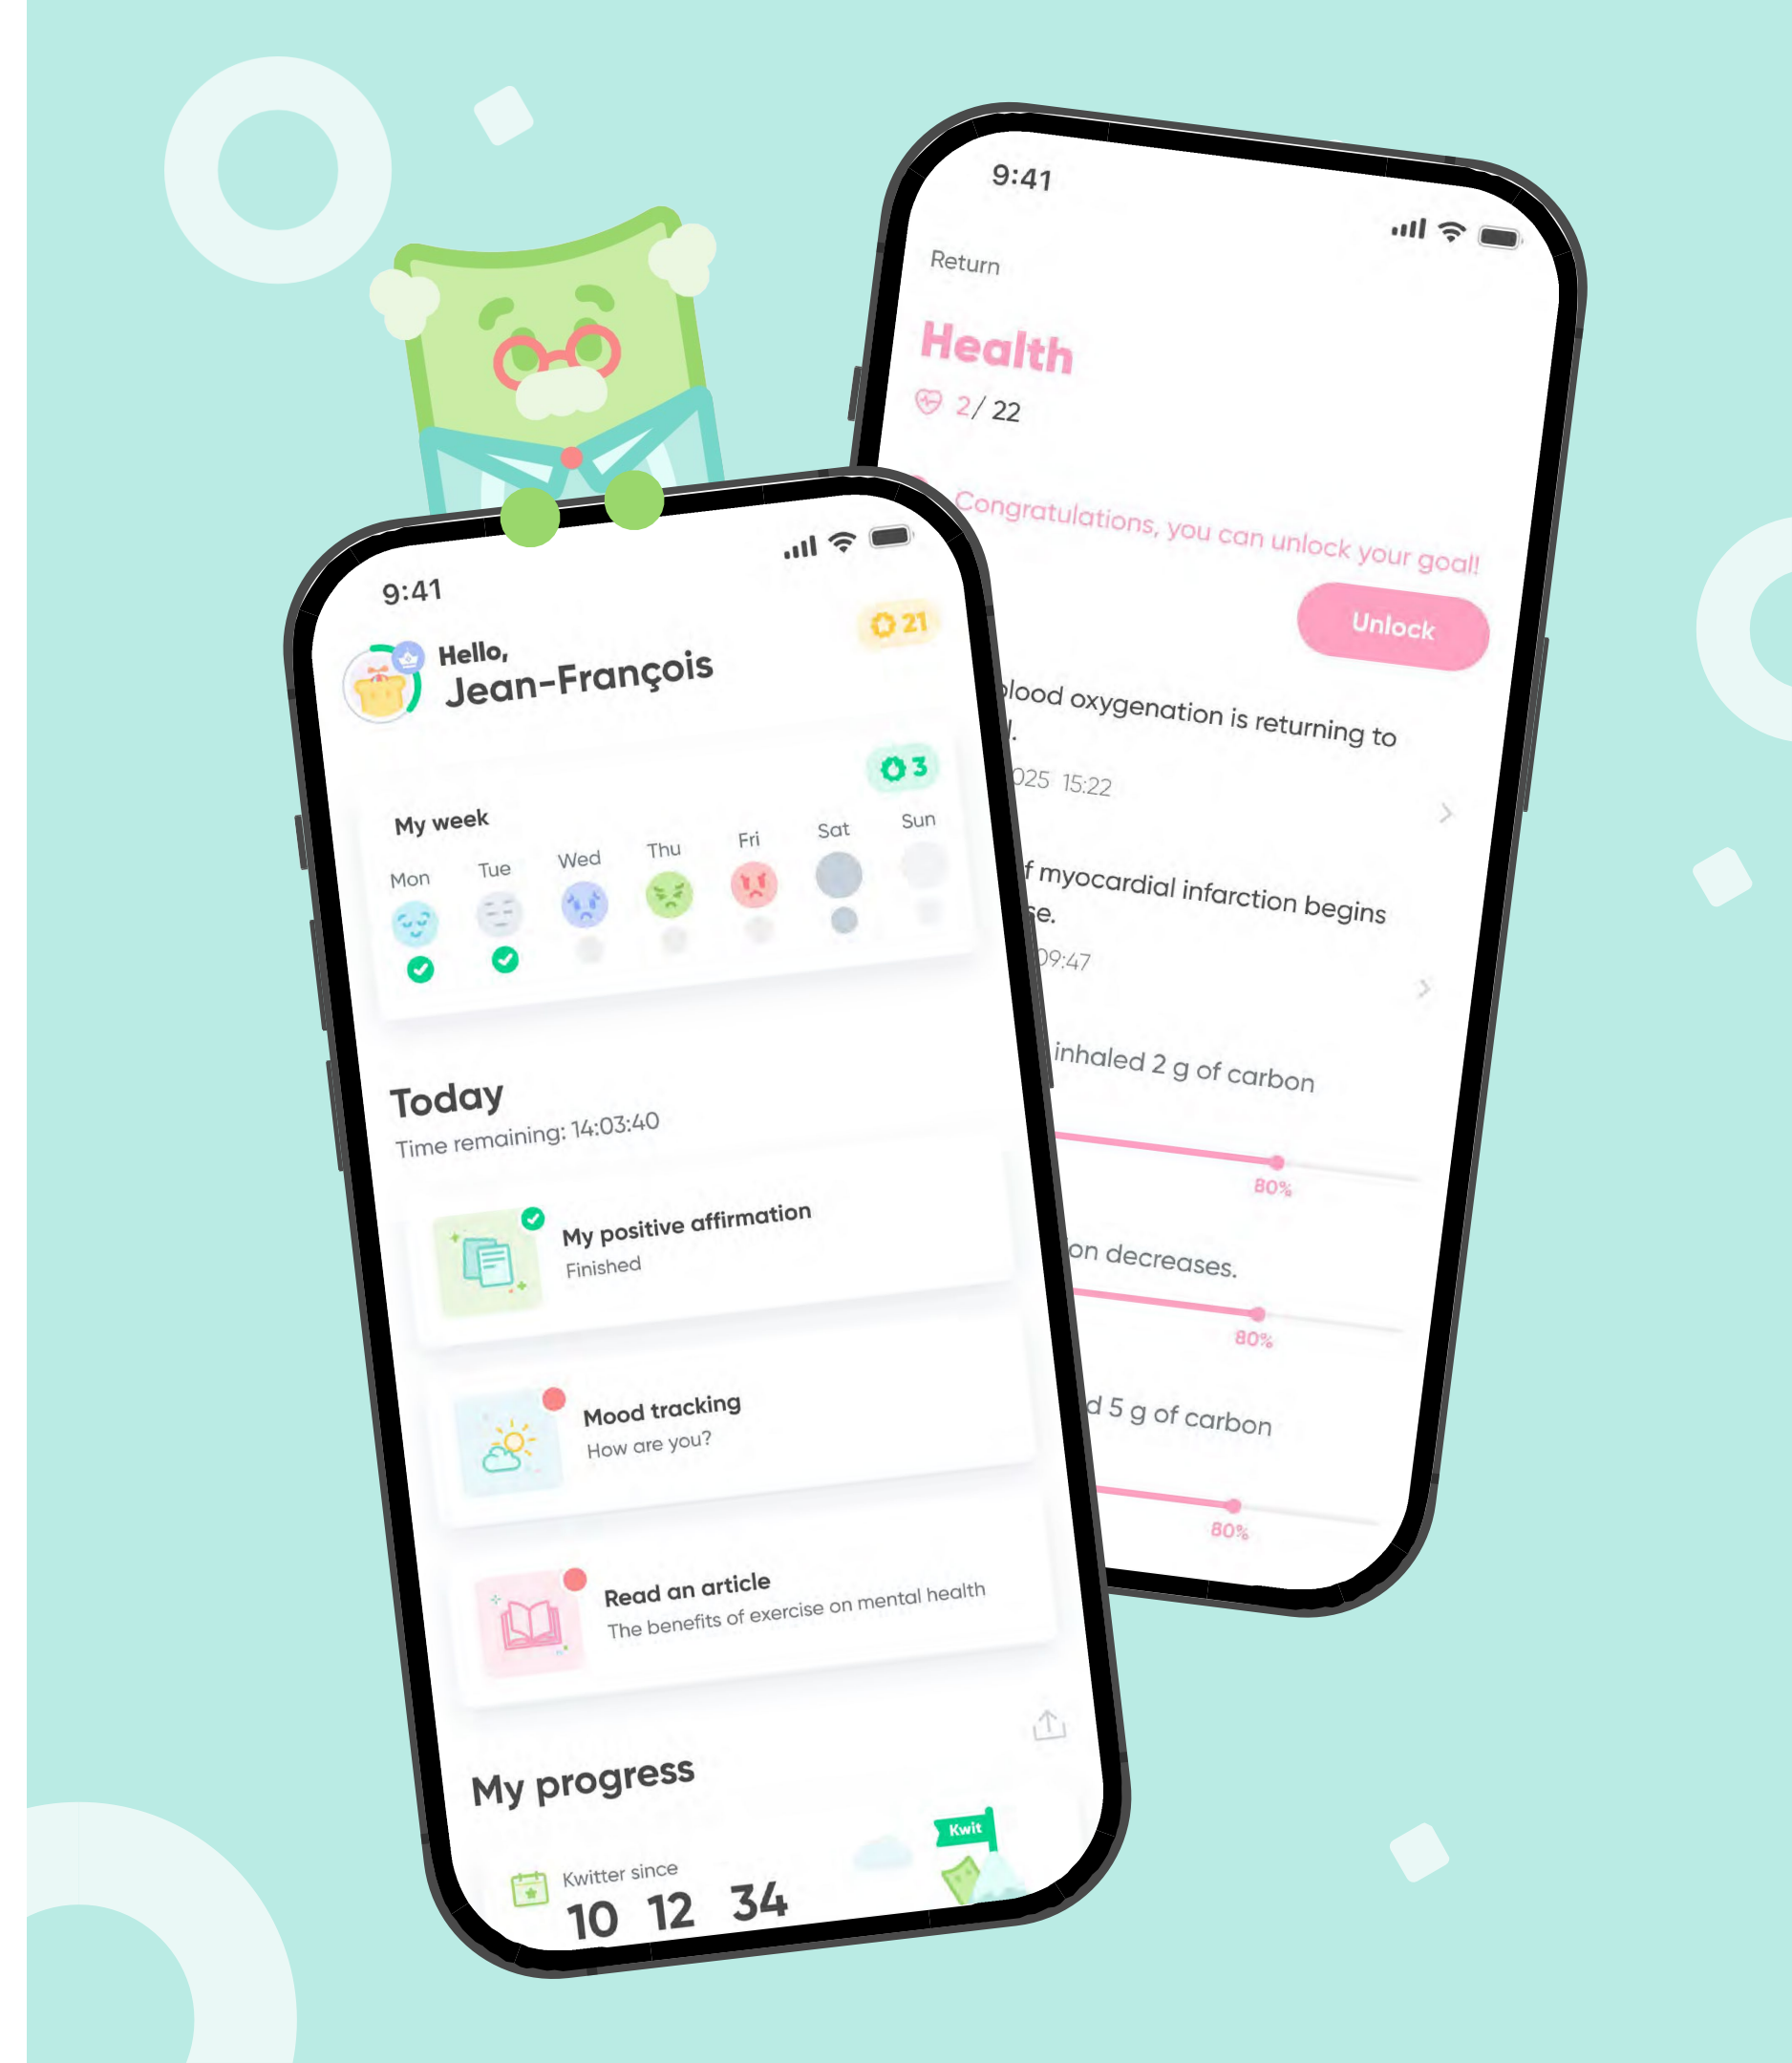 9:41
Hello,
Jean-François
21
My week
3
Mon Tue Wed Thu Fri Sat Sun
Today
Time remaining: 14:03:40
My positive affirmation
Finished
Mood tracking
How are you?
Read an article
The benefits of exercise on mental health
My progress
Kwit
Kwitter since
10 12 34
9:41
Return
Health
2/ 22
Congratulations, you can unlock your goal!
Unlock
oxygenation is returning to
15:22
myocardial infarction begins
09:47
inhaled 2 g of carbon
80%
decreases.
80%
5 g of carbon
80%